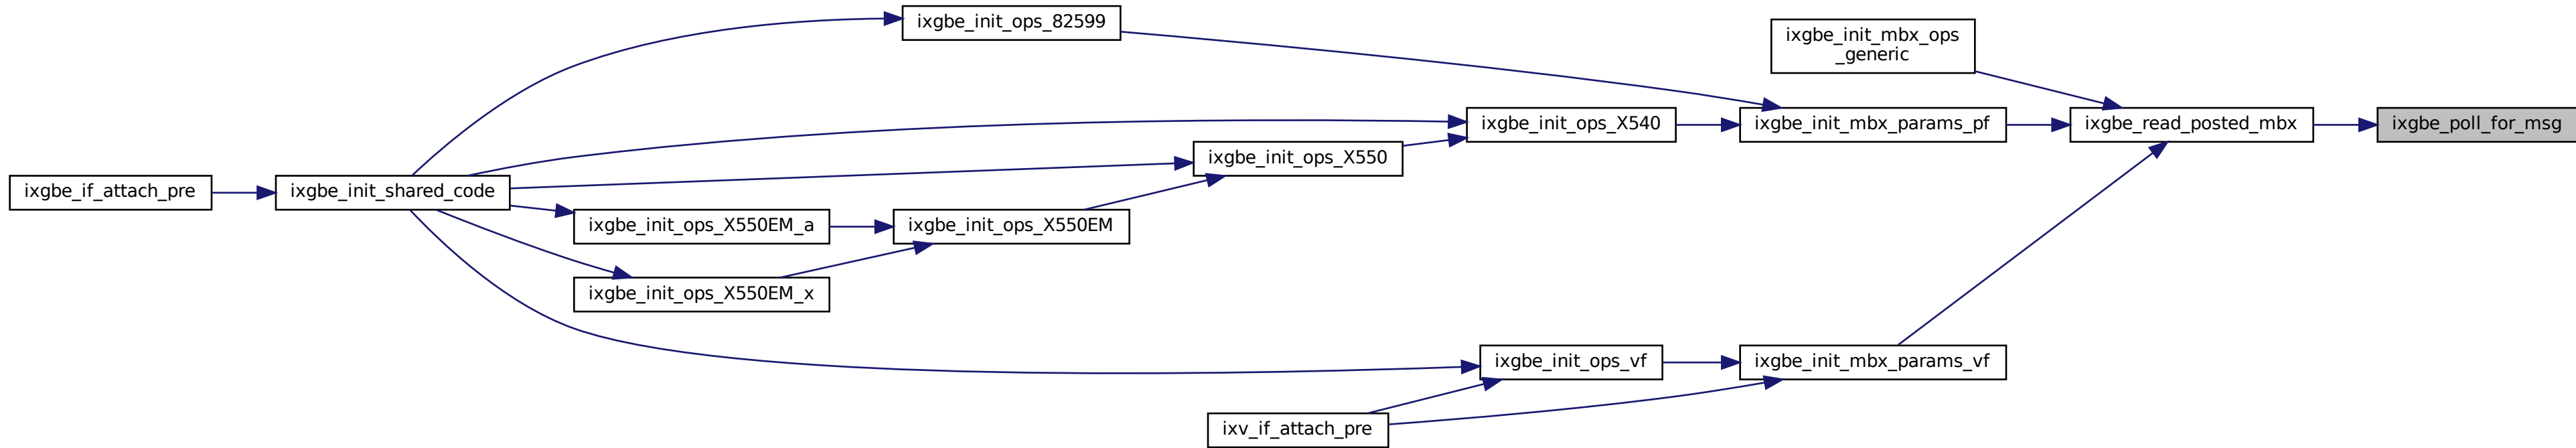 ixgbe_init_ops_82599
ixgbe_init_mbx_ops
_generic
ixgbe_init_ops_X540
ixgbe_init_mbx_params_pf
ixgbe_read_posted_mbx
ixgbe_poll_for_msg
ixgbe_init_ops_X550
ixgbe_if_attach_pre
ixgbe_init_shared_code
ixgbe_init_ops_X550EM_a
ixgbe_init_ops_X550EM
ixgbe_init_ops_X550EM_x
ixgbe_init_ops_vf
ixgbe_init_mbx_params_vf
ixv_if_attach_pre